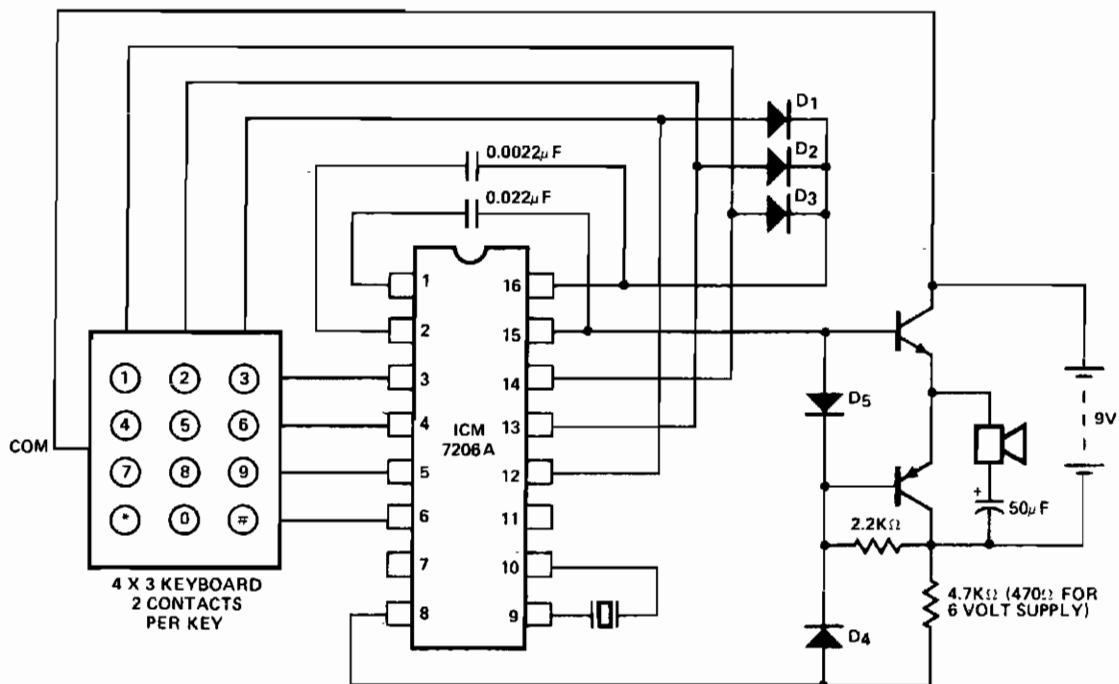 D1
D2
D3
0.0022μF
0.022μF
1
16
2
15
3
14
4
13
5
12
6
11
7
10
8
9
ICM
7206A
COM
1 2 3
4 5 6
7 8 9
* 0 #
4 X 3 KEYBOARD
2 CONTACTS
PER KEY
D5
9V
+
50μF
2.2KΩ
4.7KΩ (470Ω FOR
6 VOLT SUPPLY)
D4